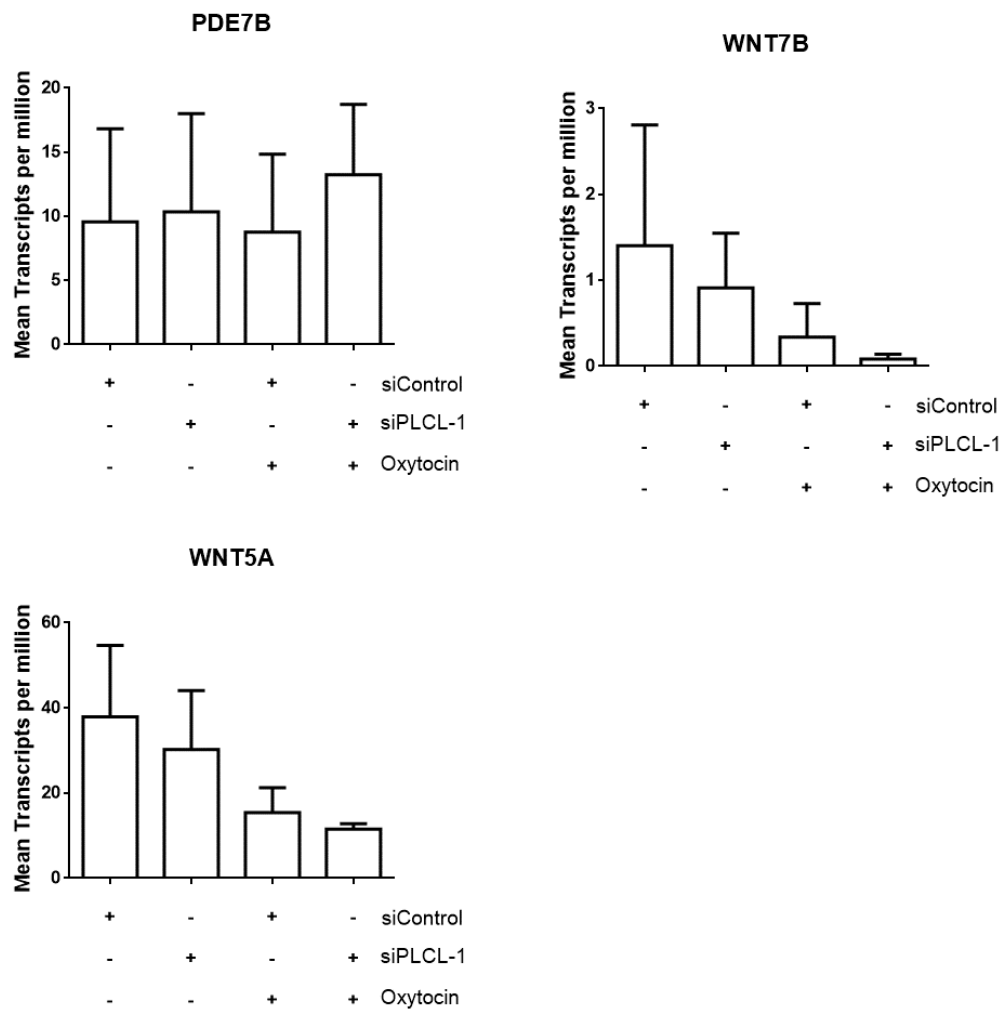 PDE7B
Mean Transcripts per million
20
15
10
5
0
+ - + - siControl
- + - + siPLCL-1
- - + + Oxytocin
WNT7B
Mean Transcripts per million
3
2
1
0
+ - + - siControl
- + - + siPLCL-1
- - + + Oxytocin
WNT5A
Mean Transcripts per million
60
40
20
0
+ - + - siControl
- + - + siPLCL-1
- - + + Oxytocin